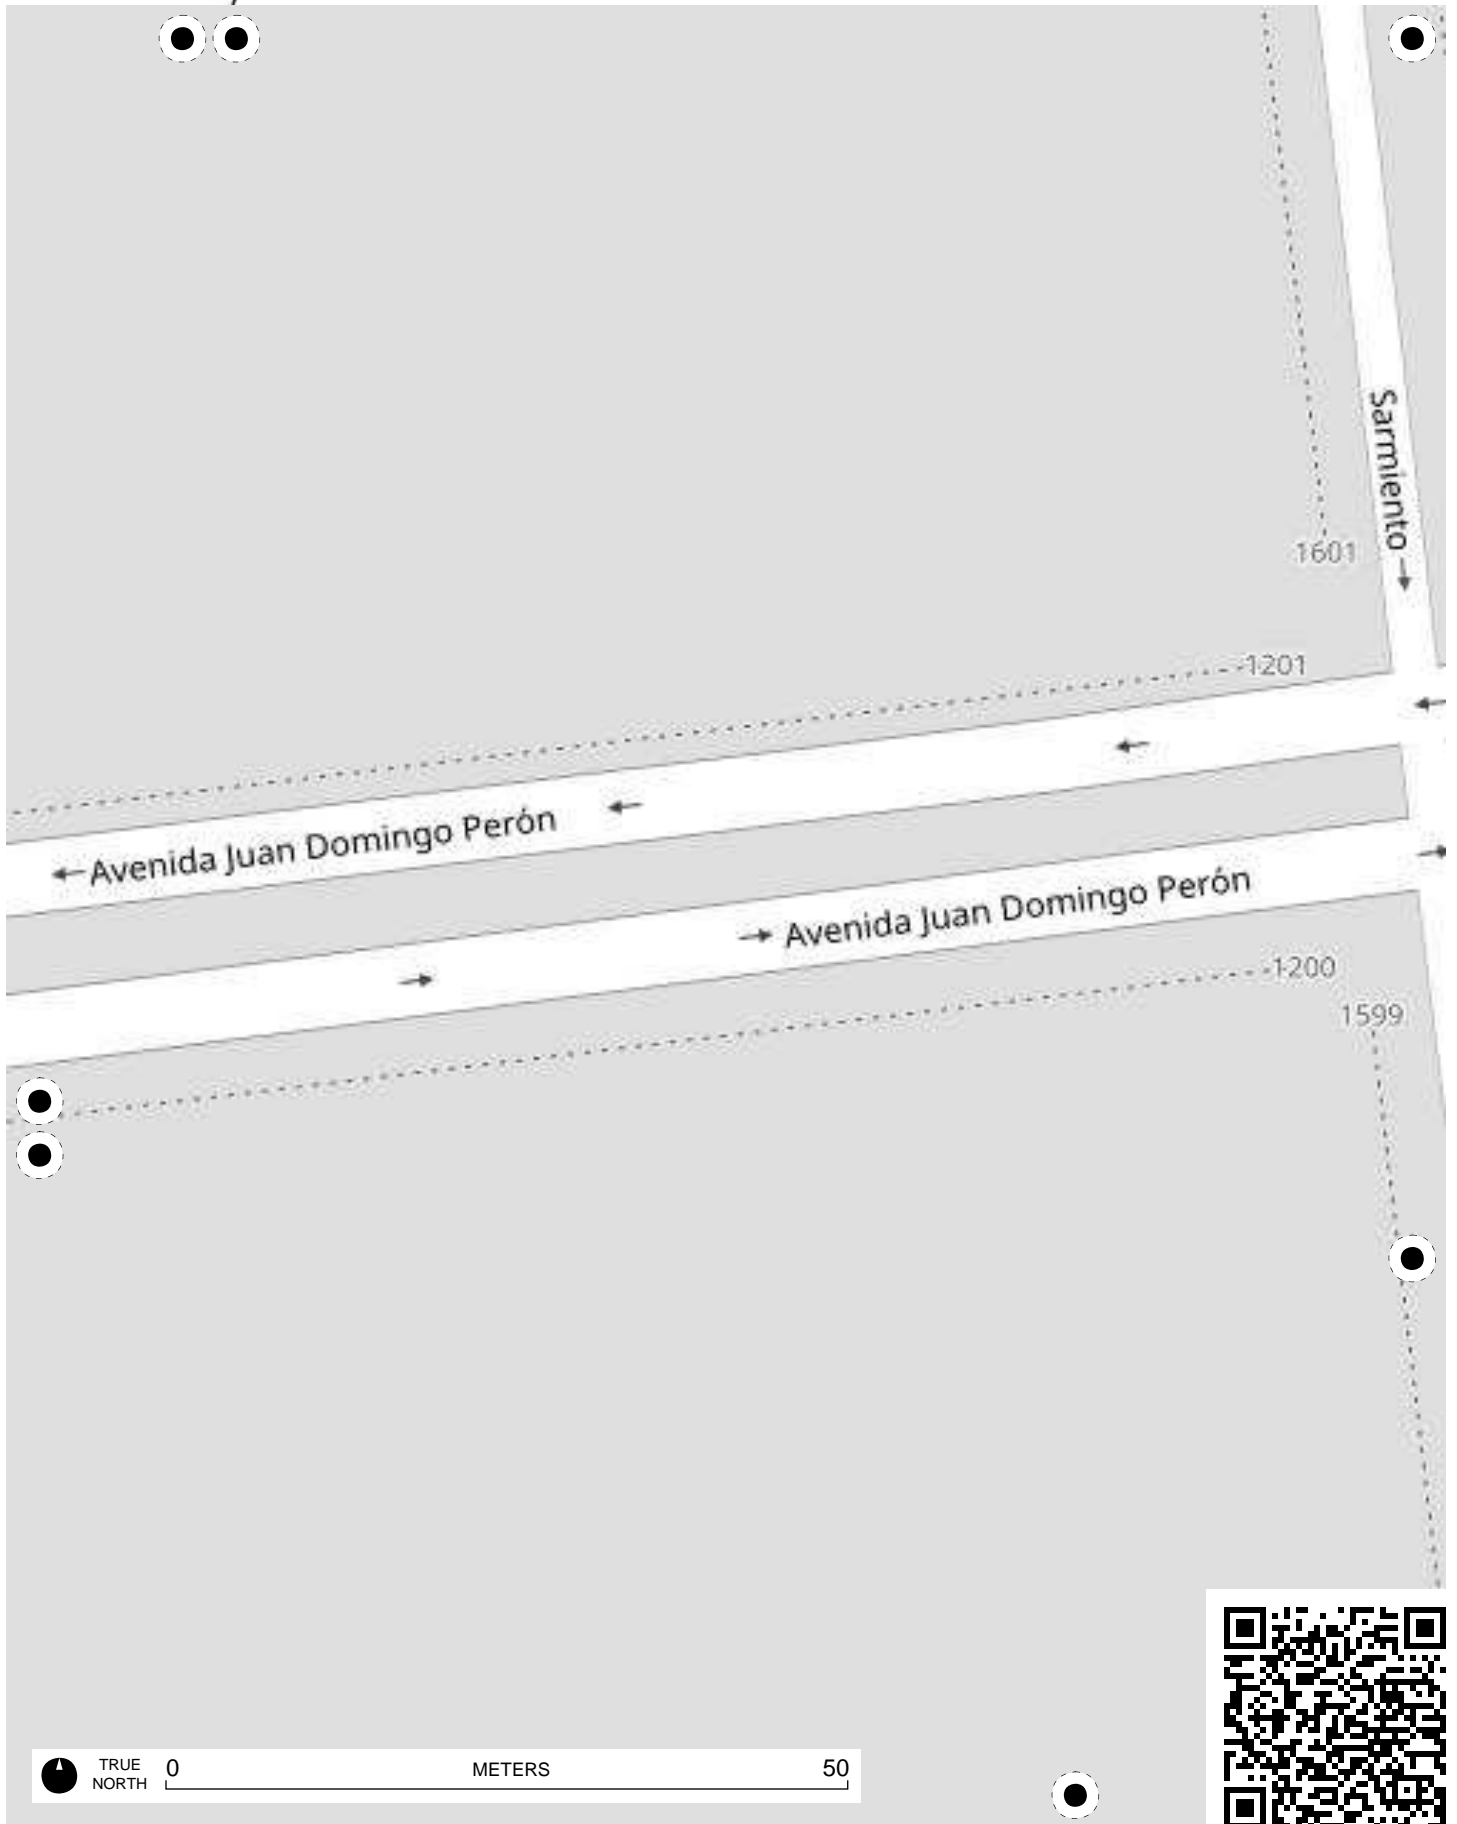 Sarmiento
1601
1201
Avenida Juan Domingo Perón
Avenida Juan Domingo Perón
1200
1599
TRUE
NORTH
0
METERS
50